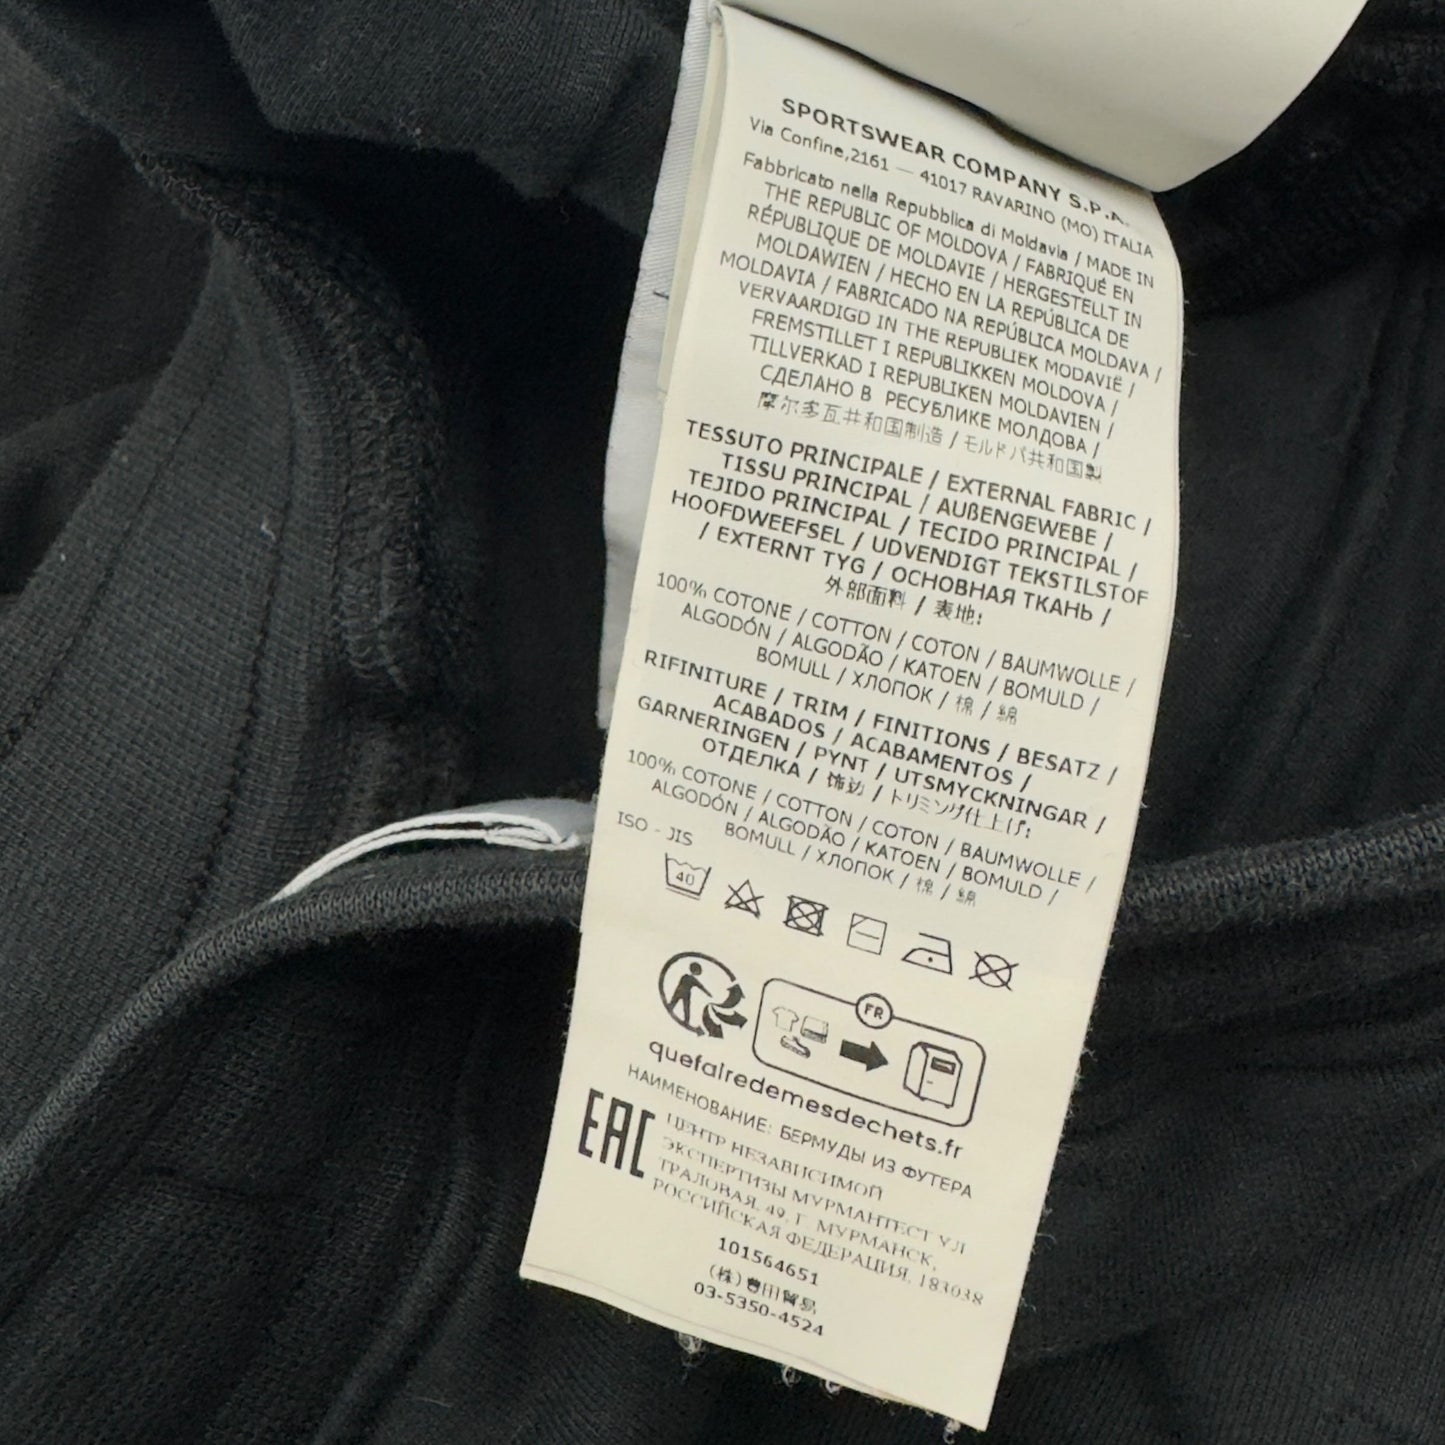 SPORTSWEAR COMPANY S.P.A.
Via Confine,2161 — 41017 RAVARINO (MO) ITALIA
Fabbricato nella Repubblica di Moldavia / MADE IN
THE REPUBLIC OF MOLDOVA / FABRIQUÉ EN
RÉPUBLIQUE DE MOLDAVIE / HERGESTELLT IN
MOLDAWIEN / HECHO EN LA REPÚBLICA DE
MOLDAVIA / FABRICADO NA REPÚBLICA MOLDAVA /
VERVAARDIGD IN THE REPUBLIEK MODAVIË /
FREMSTILLET I REPUBLIKKEN MOLDOVA /
TILLVERKAD I REPUBLIKEN MOLDAVIEN /
СДЕЛАНО В РЕСУБЛИКЕ МОЛДОВА /
摩尔多瓦共和国制造 / モルドバ共和国製
TESSUTO PRINCIPALE / EXTERNAL FABRIC /
TISSU PRINCIPAL / AUßENGEWEBE /
TEJIDO PRINCIPAL / TECIDO PRINCIPAL /
HOOFDWEEFSEL / UDVENDIGT TEKSTILSTOF
/ EXTERNT TYG / ОСНОВНАЯ ТКАНЬ /
外部面料 / 表地:
100% COTONE / COTTON / COTON / BAUMWOLLE /
ALGODÓN / ALGODÃO / KATOEN / BOMULD /
BOMULL / ХЛОПОК / 棉 / 綿
RIFINITURE / TRIM / FINITIONS / BESATZ /
ACABADOS / ACABAMENTOS /
GARNERINGEN / PYNT / UTSMYCKNINGAR /
ОТДЕЛКА / 饰边 / トリミング仕上げ:
100% COTONE / COTTON / COTON / BAUMWOLLE /
ALGODÓN / ALGODÃO / KATOEN / BOMULD /
BOMULL / ХЛОПОК / 棉 / 綿
ISO - JIS
40
FR
quefairedemesdechets.fr
НАИМЕНОВАНИЕ: БЕРМУДЫ ИЗ ФУТЕРА
EAC
ЦЕНТР НЕЗАВИСИМОЙ
ЭКСПЕРТИЗЫ МУРМАНТЕСТ УЛ
ТРАЛОВАЯ, 49, Г. МУРМАНСК,
РОССИЙСКАЯ ФЕДЕРАЦИЯ, 183038
101564651
(株) 豊田貿易
03-5350-4524